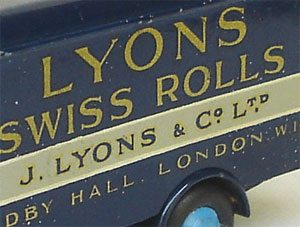 LYONS
SWISS ROLLS
J. LYONS & Cº LTD
DBY HALL. LONDON. W